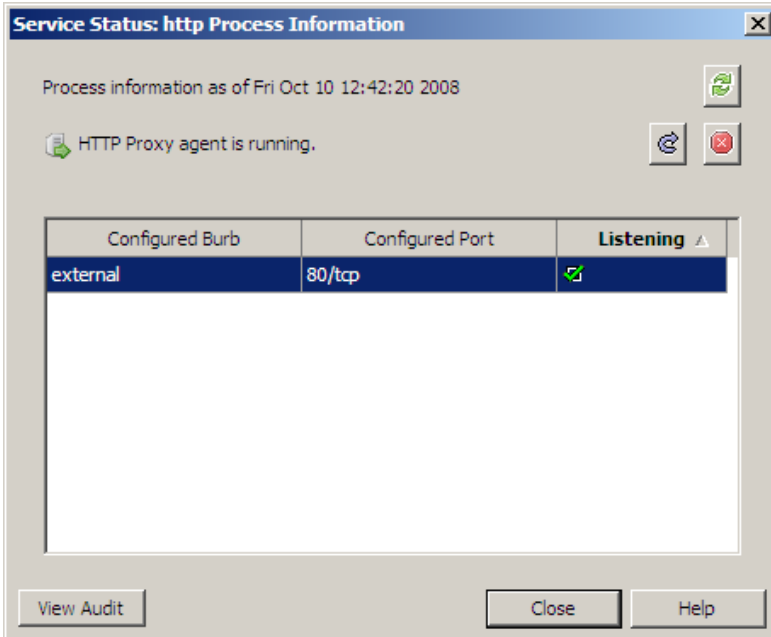 Service Status: http Process Information
Process information as of Fri Oct 10 12:42:20 2008
HTTP Proxy agent is running.
Configured Burb Configured Port Listening
external 80/tcp
View Audit Close Help